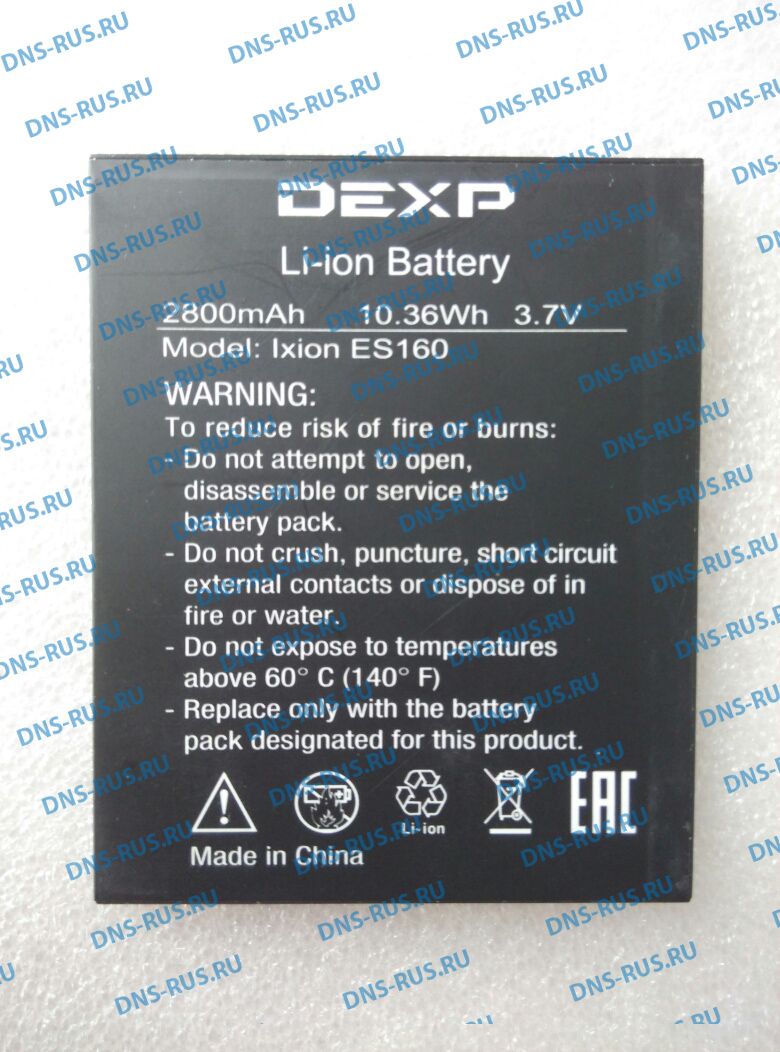 DEXP
Li-ion Battery
2800mAh 10.36Wh 3.7V
Model: Ixion ES160
WARNING:
To reduce risk of fire or burns:
- Do not attempt to open,
disassemble or service the
battery pack.
- Do not crush, puncture, short circuit
external contacts or dispose of in
fire or water.
- Do not expose to temperatures
above 60° C (140° F)
- Replace only with the battery
pack designated for this product.
Li-ion
EAC
Made in China
DNS-RUS.RU